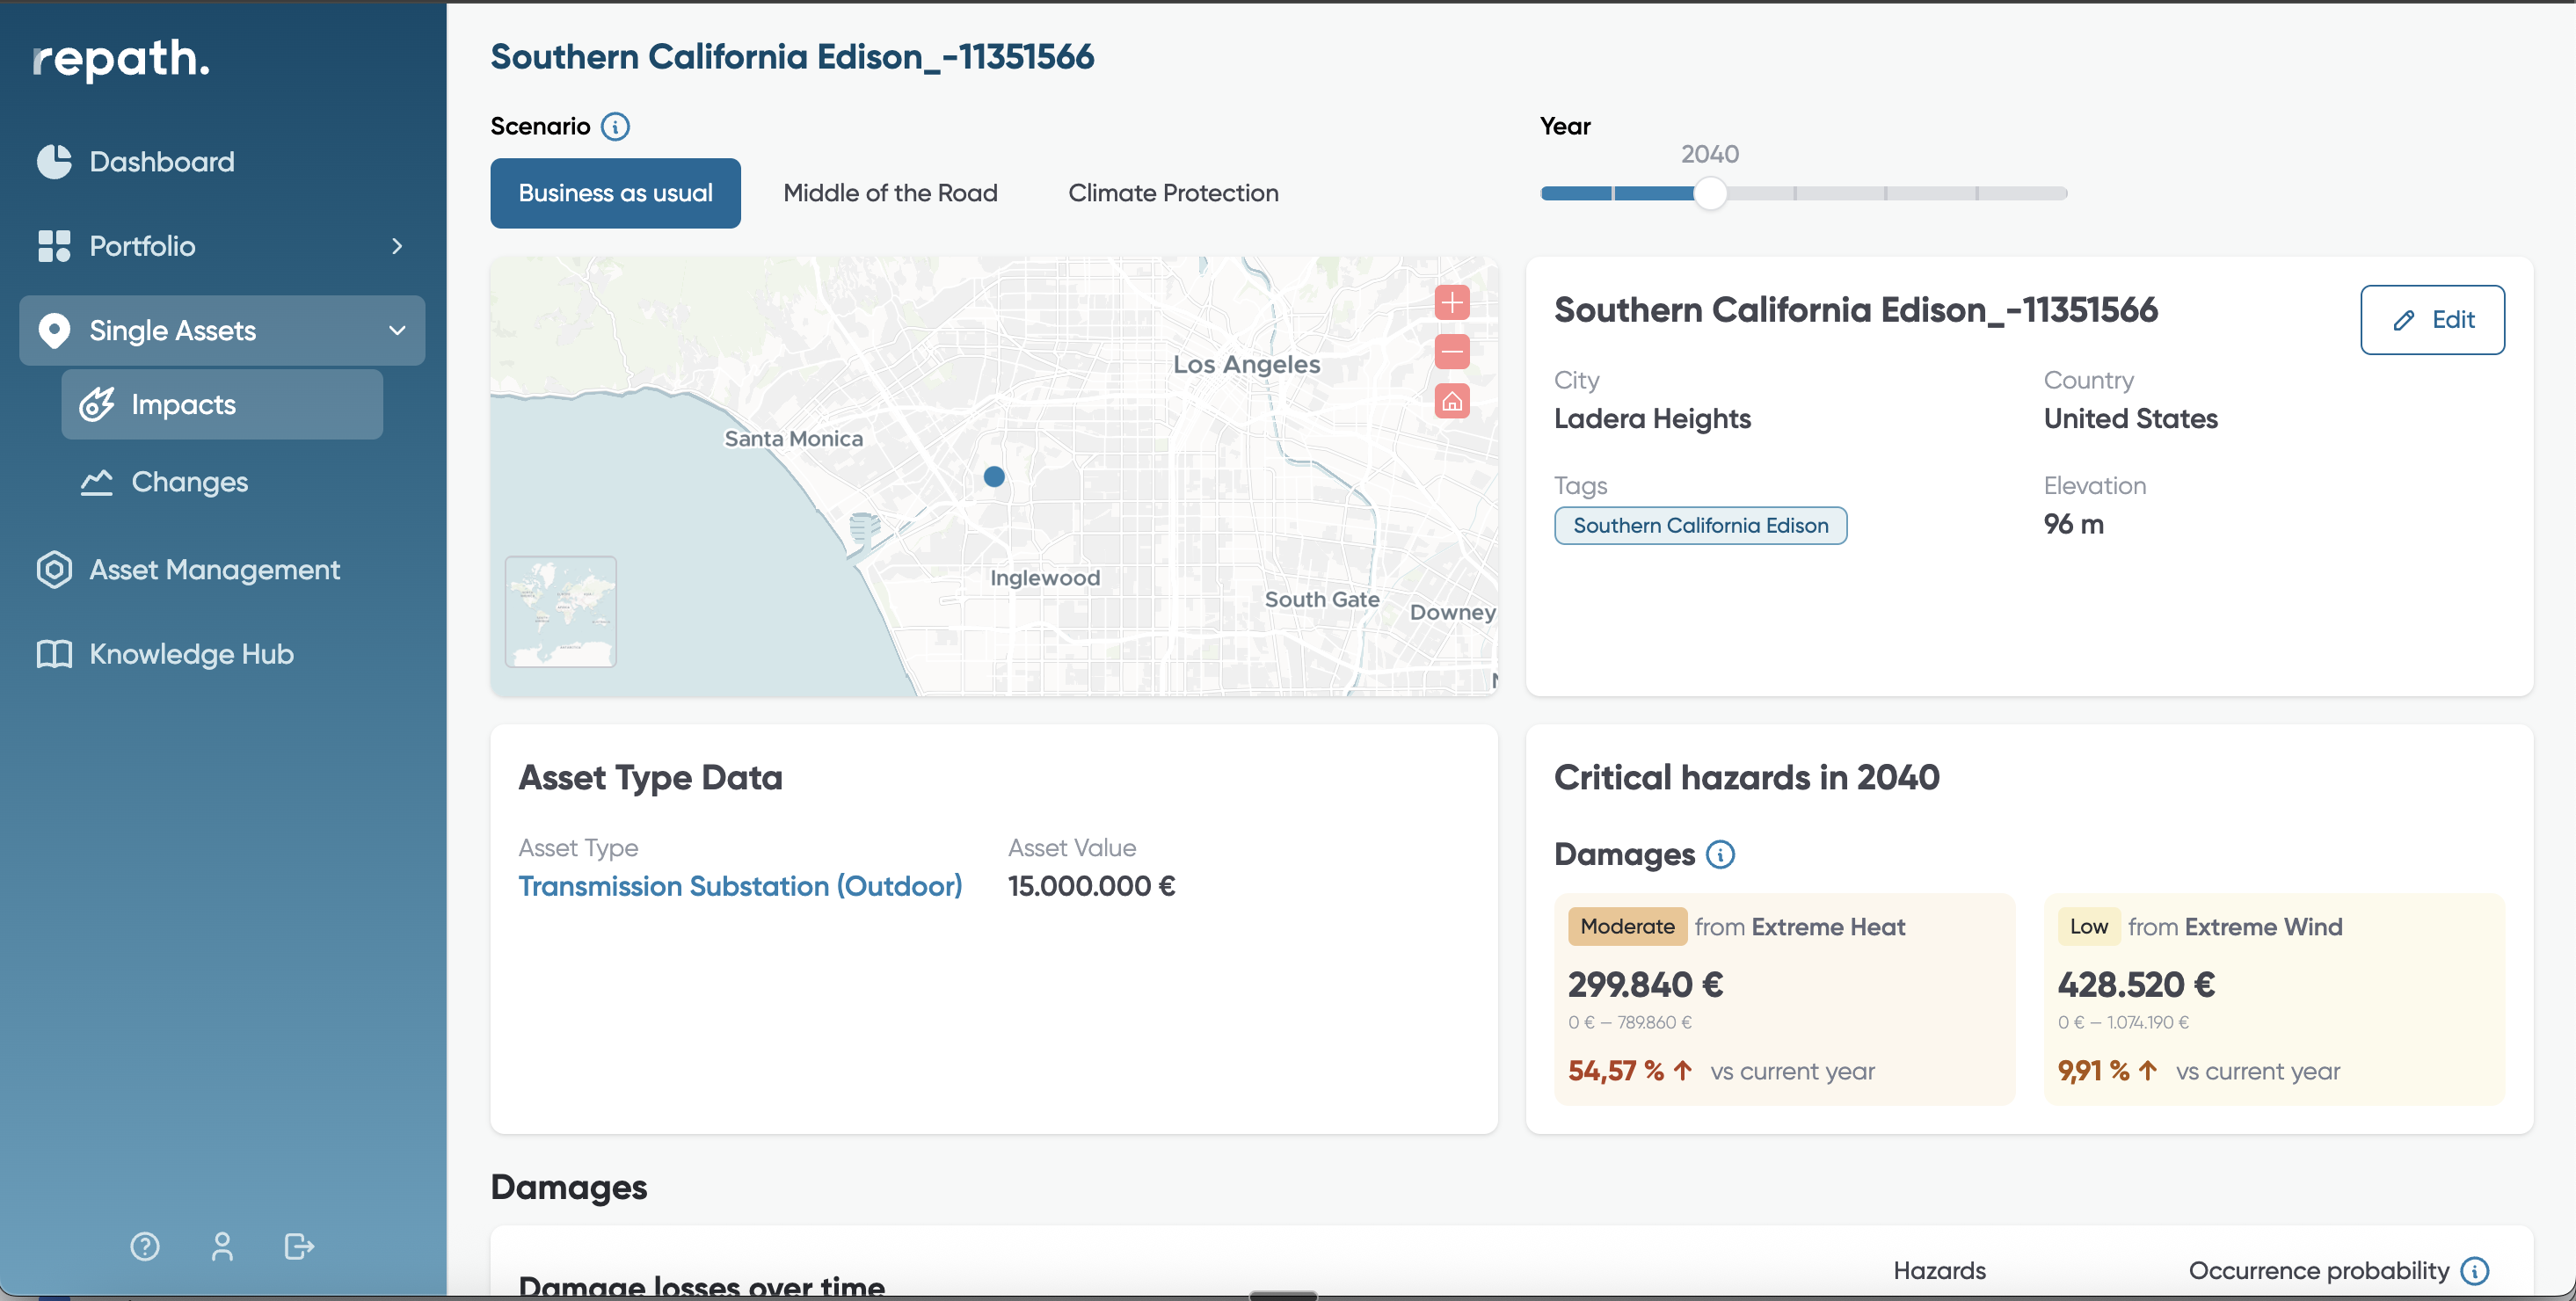 repath.
Dashboard
Portfolio
Single Assets
Impacts
Changes
Asset Management
Knowledge Hub
Southern California Edison_-11351566
Scenario
Business as usual
Middle of the Road
Climate Protection
Year
2040
Los Angeles
Santa Monica
Inglewood
South Gate
Downey
Southern California Edison_-11351566
Edit
City
Ladera Heights
Country
United States
Tags
Southern California Edison
Elevation
96 m
Asset Type Data
Asset Type
Transmission Substation (Outdoor)
Asset Value
15.000.000 €
Critical hazards in 2040
Damages
Moderate from Extreme Heat
299.840 €
0 € – 789.860 €
54,57 % ↑ vs current year
Low from Extreme Wind
428.520 €
0 € – 1.074.190 €
9,91 % ↑ vs current year
Damages
Damage losses over time
Hazards
Occurrence probability